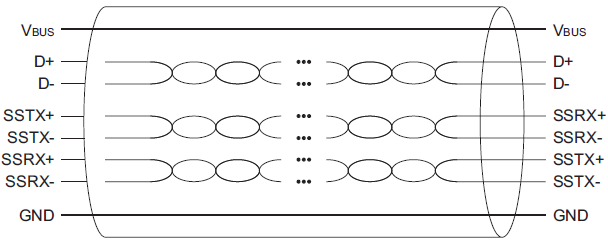 VBUS VBUS
D+ D+
D- D-
SSTX+ SSRX+
SSTX- SSRX-
SSRX+ SSTX+
SSRX- SSTX-
GND GND